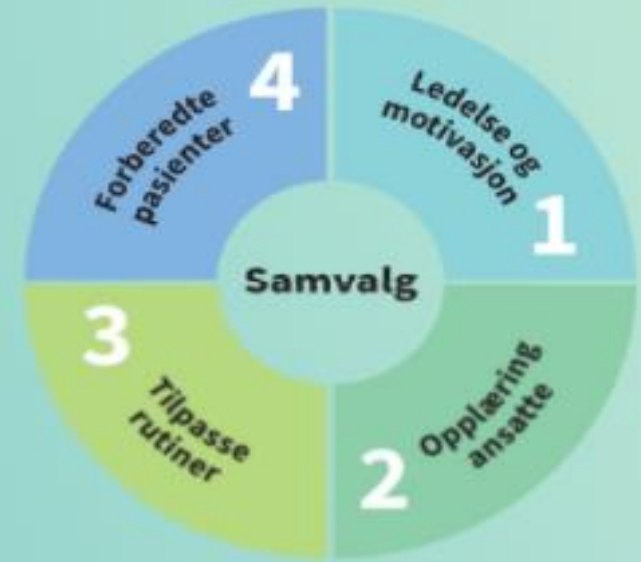 Samvalg
1
Ledelse og
motivasjon
2
Opplæring
ansatte
3
Tilpasse
rutiner
4
Forberedte
pasienter